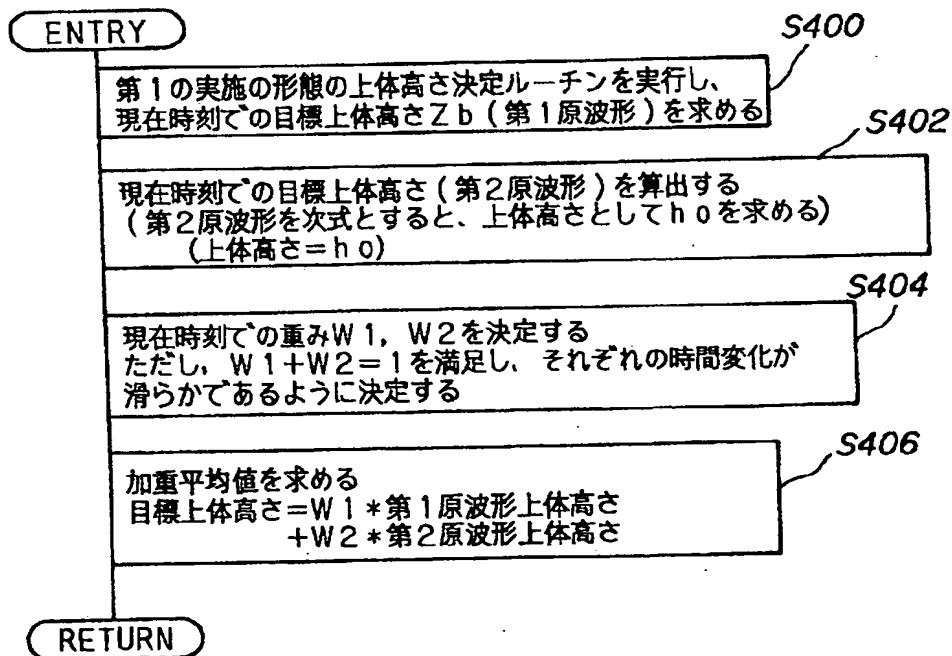 ENTRY
S400
第1の実施の形態の上体高さ決定ルーチンを実行し、
現在時刻での目標上体高さZb(第1原波形)を求める
S402
現在時刻での目標上体高さ(第2原波形)を算出する
(第2原波形を次式とすると、上体高さとしてhoを求める)
(上体高さ=ho)
S404
現在時刻での重みW1,W2を決定する
ただし、W1+W2=1を満足し、それぞれの時間変化が
滑らかであるように決定する
S406
加重平均値を求める
目標上体高さ=W1*第1原波形上体高さ
+W2*第2原波形上体高さ
RETURN